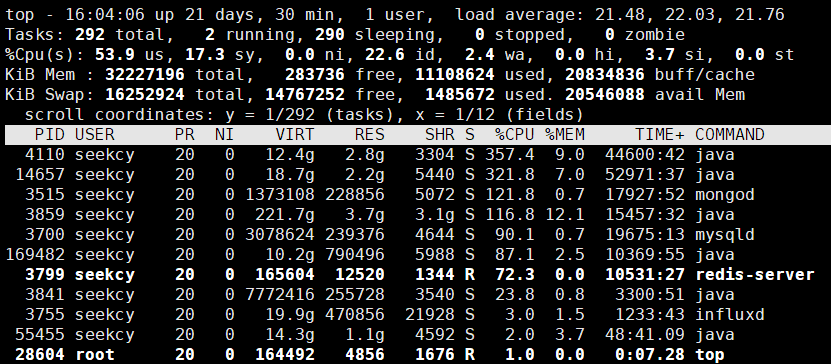 top - 16:04:06 up 21 days, 30 min,  1 user,  load average: 21.48, 22.03, 21.76
Tasks: 292 total,   2 running, 290 sleeping,   0 stopped,   0 zombie
%Cpu(s): 53.9 us, 17.3 sy,  0.0 ni, 22.6 id,  2.4 wa,  0.0 hi,  3.7 si,  0.0 st
KiB Mem : 32227196 total,   283736 free, 11108624 used, 20834836 buff/cache
KiB Swap: 16252924 total, 14767252 free,  1485672 used. 20546088 avail Mem
  scroll coordinates: y = 1/292 (tasks), x = 1/12 (fields)
   PID USER      PR  NI    VIRT    RES    SHR S  %CPU %MEM     TIME+ COMMAND
  4110 seekcy    20   0   12.4g   2.8g   3304 S 357.4  9.0  44600:42 java
 14657 seekcy    20   0   18.7g   2.2g   5440 S 321.8  7.0  52971:37 java
  3515 seekcy    20   0 1373108 228856   5072 S 121.8  0.7  17927:52 mongod
  3859 seekcy    20   0  221.7g   3.7g   3.1g S 116.8 12.1  15457:32 java
  3700 seekcy    20   0 3078624 239376   4644 S  90.1  0.7  19675:13 mysqld
169482 seekcy    20   0   10.2g 790496   5988 S  87.1  2.5  10369:55 java
  3799 seekcy    20   0  165604  12520   1344 R  72.3  0.0  10531:27 redis-server
  3841 seekcy    20   0 7772416 255728   3540 S  23.8  0.8   3300:51 java
  3755 seekcy    20   0   19.9g 470856  21928 S   3.0  1.5   1233:43 influxd
 55455 seekcy    20   0   14.3g   1.1g   4592 S   2.0  3.7  48:41.09 java
 28604 root      20   0  164492   4856   1676 R   1.0  0.0   0:07.28 top